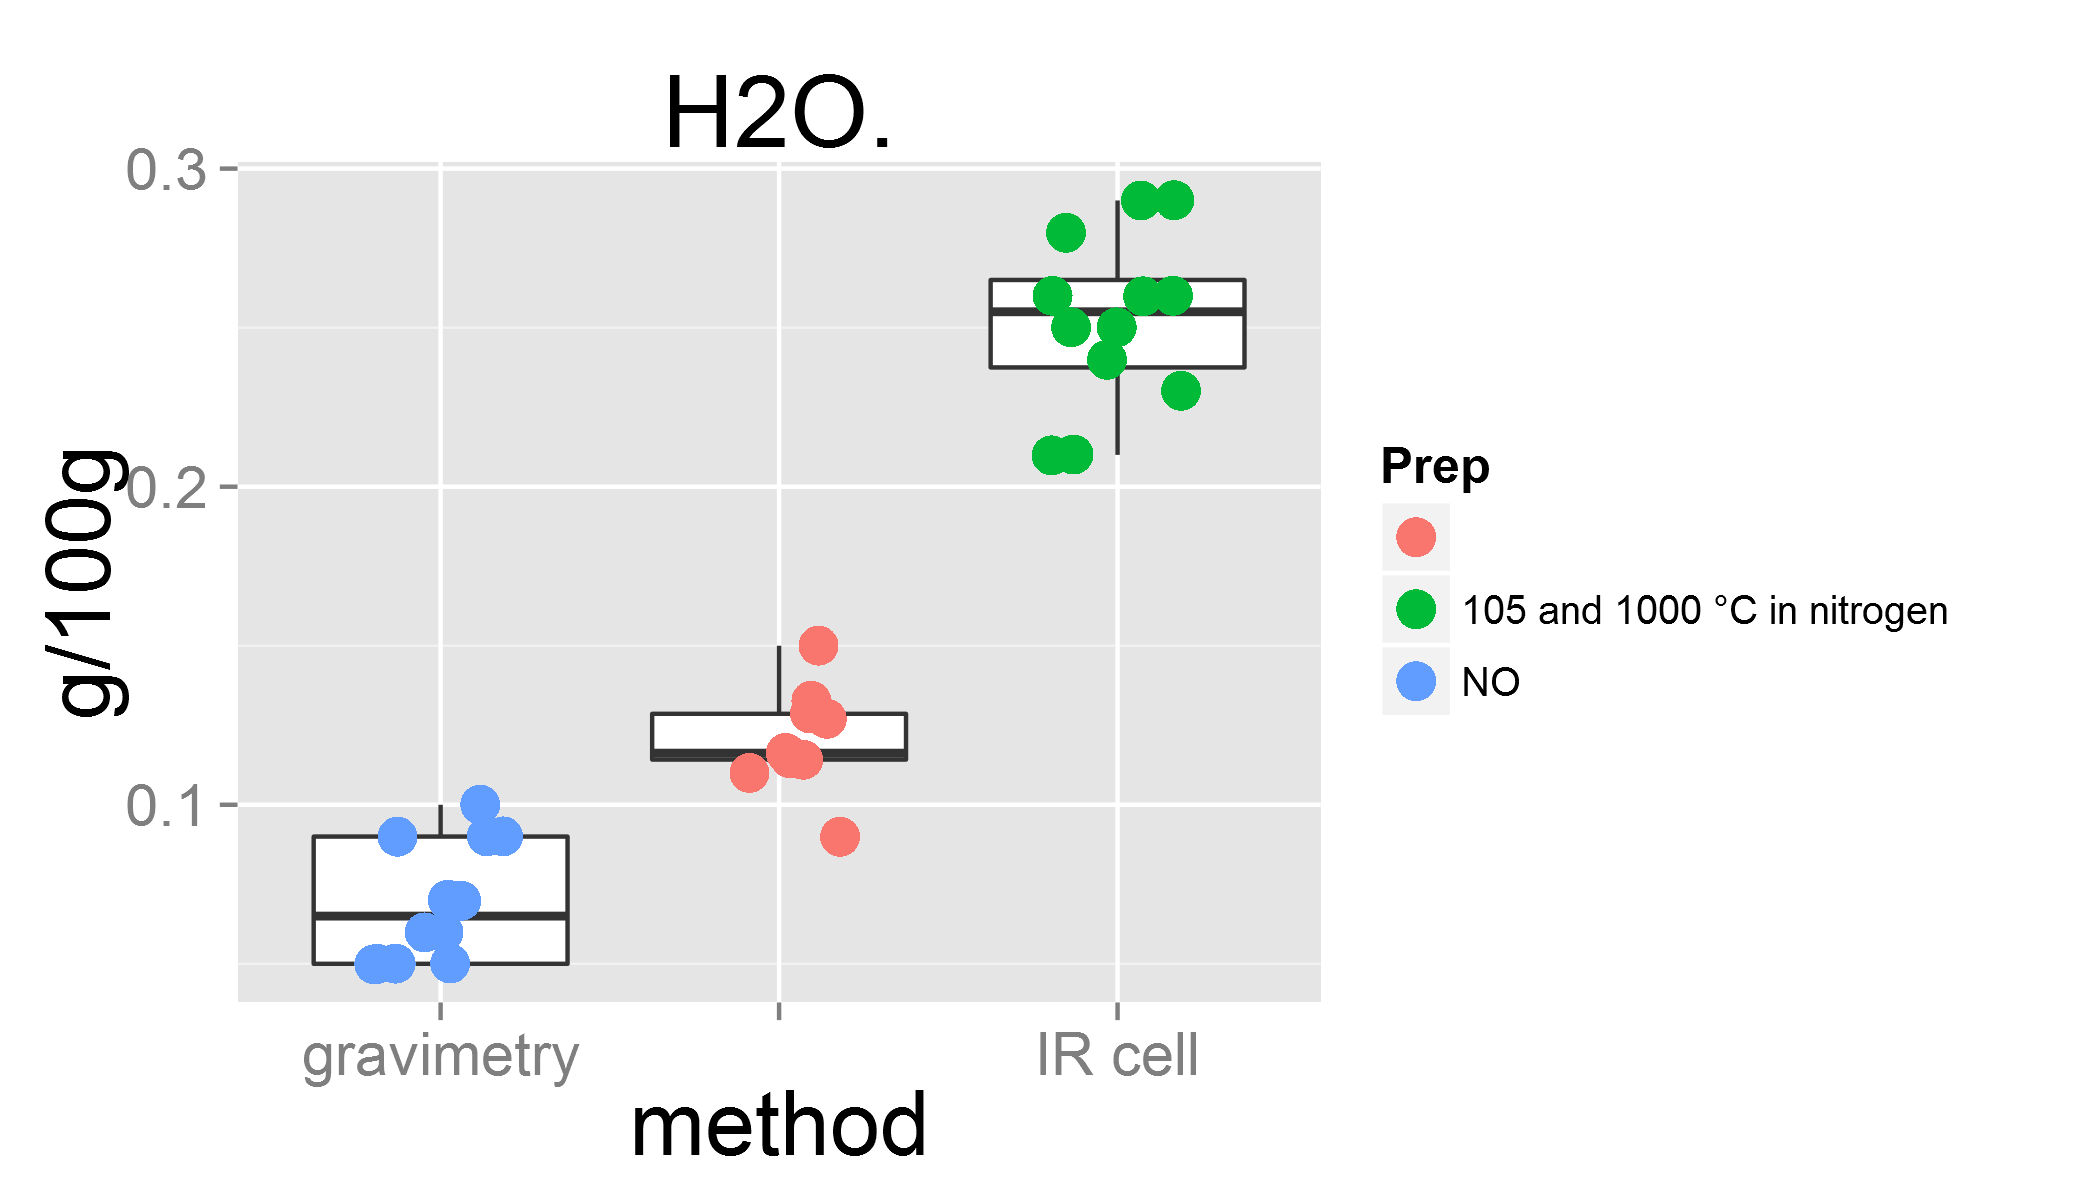 H2O.
0.3
0.2
0.1
g/100g
gravimetry
IR cell
method
Prep
105 and 1000 °C in nitrogen
NO